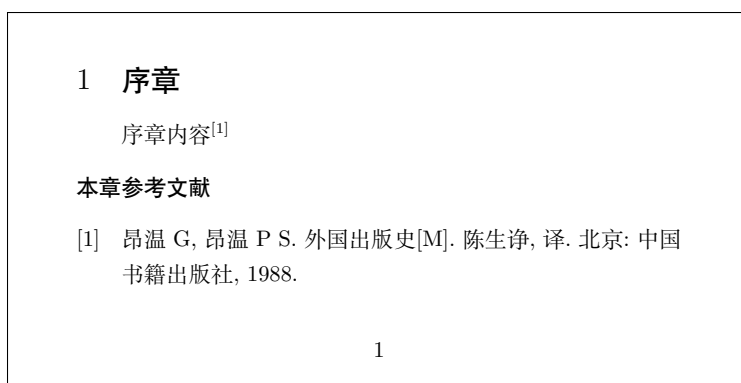 1 序章
序章内容[1]
本章参考文献
[1] 昂温 G, 昂温 P S. 外国出版史[M]. 陈生诤, 译. 北京: 中国
书籍出版社, 1988.
1